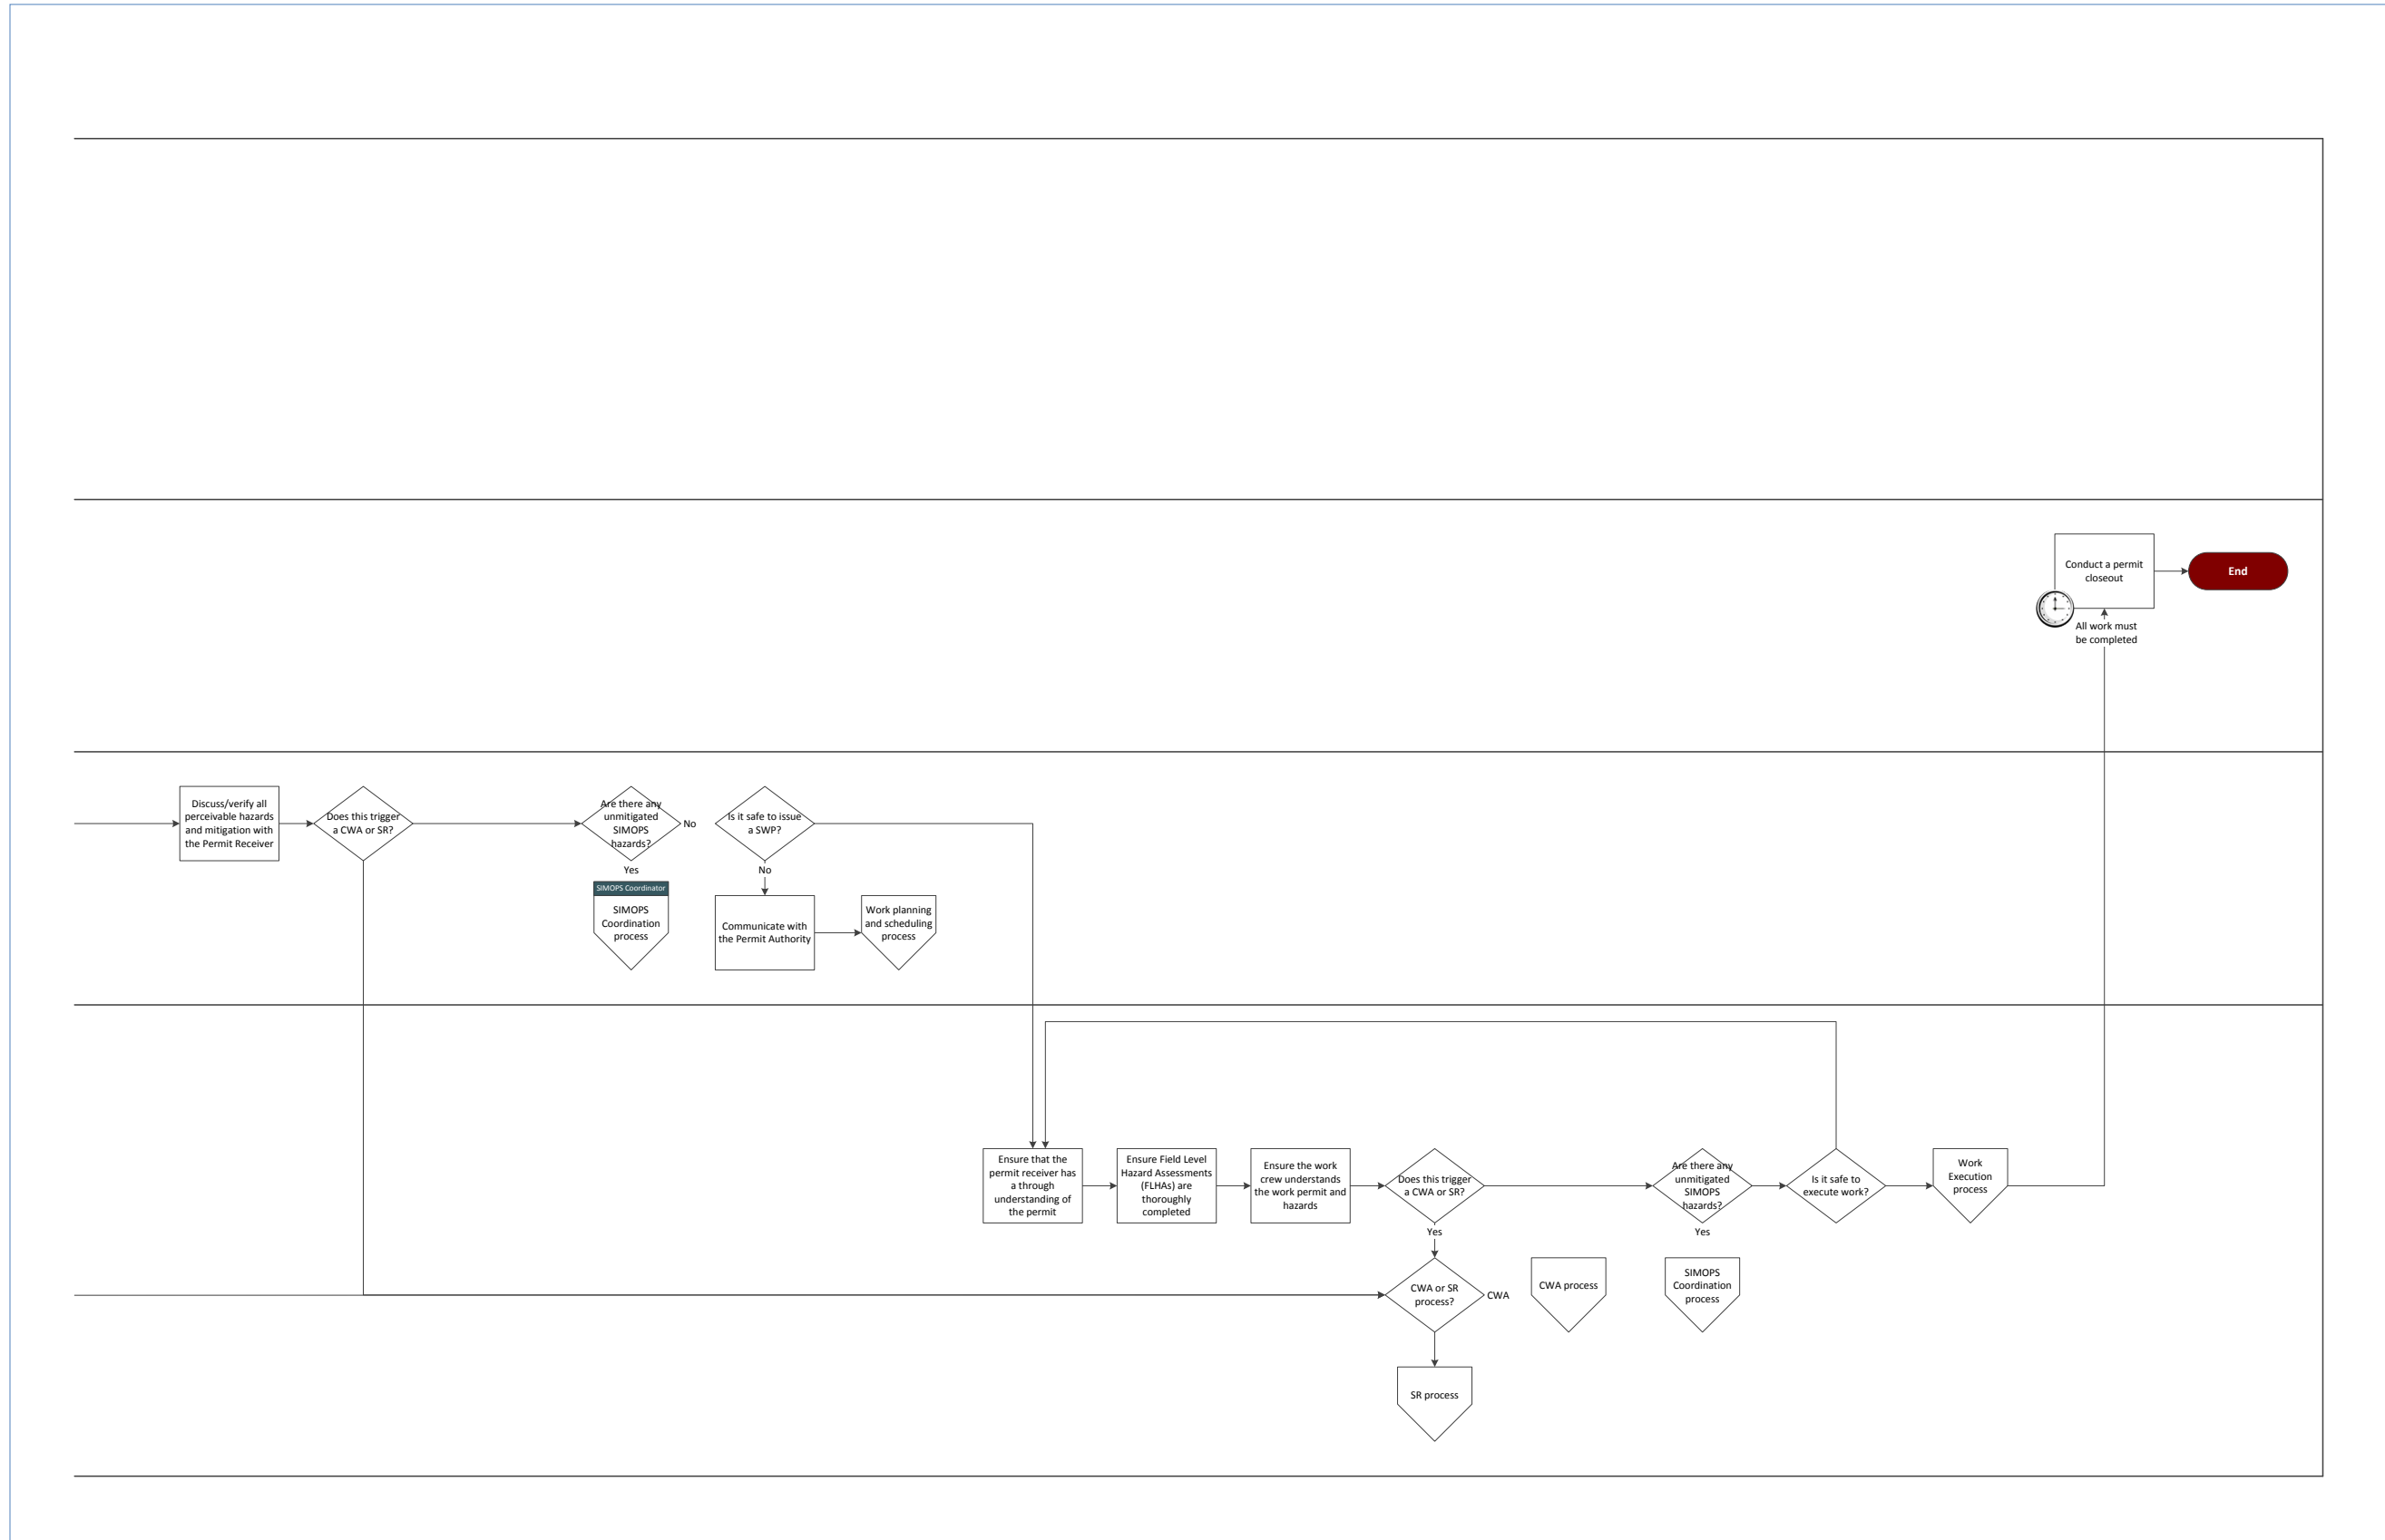 Conduct a permit
closeout
End
All work must
be completed
Discuss/verify all
perceivable hazards
and mitigation with
the Permit Receiver
Does this trigger
a CWA or SR?
Are there any
unmitigated
SIMOPS
hazards?
No
Yes
SIMOPS Coordinator
SIMOPS
Coordination
process
Is it safe to issue
a SWP?
No
Communicate with
the Permit Authority
Work planning
and scheduling
process
Ensure that the
permit receiver has
a through
understanding of
the permit
Ensure Field Level
Hazard Assessments
(FLHAs) are
thoroughly
completed
Ensure the work
crew understands
the work permit and
hazards
Does this trigger
a CWA or SR?
Yes
Are there any
unmitigated
SIMOPS
hazards?
Yes
Is it safe to
execute work?
Work
Execution
process
CWA or SR
process?
CWA
CWA process
SIMOPS
Coordination
process
SR process